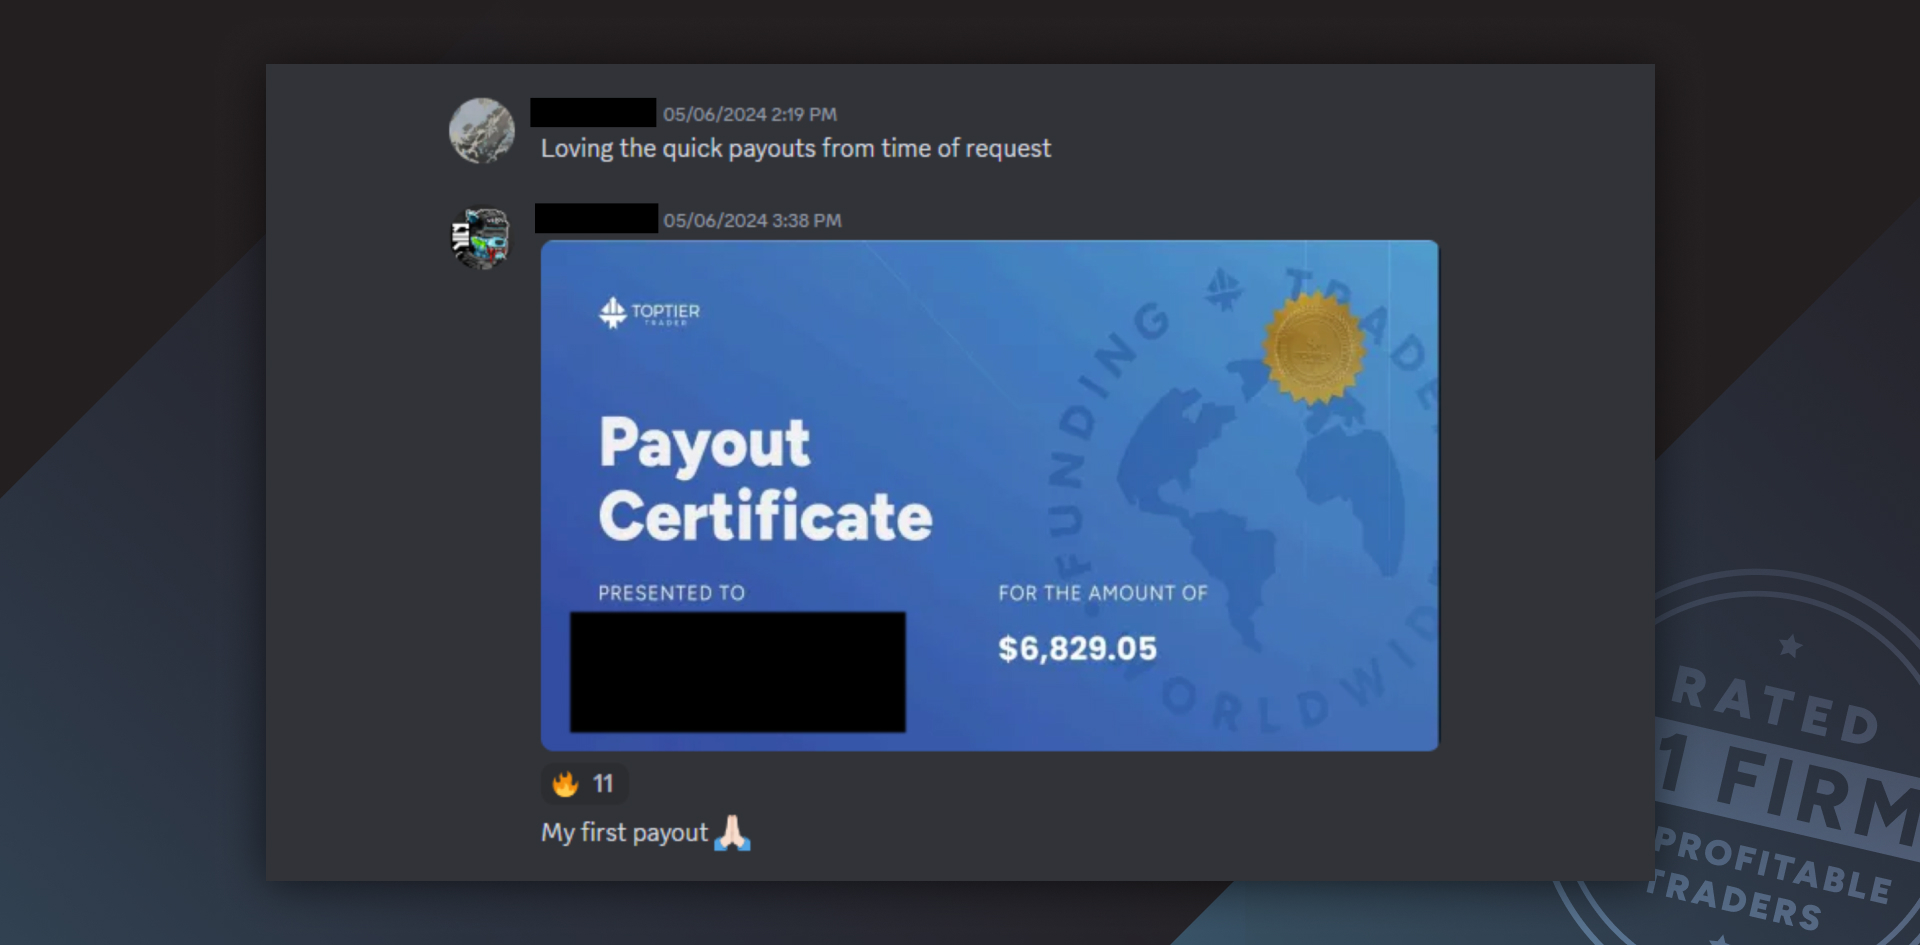 05/06/2024 2:19 PM
Loving the quick payouts from time of request
05/06/2024 3:38 PM
TOPTIER
TRADER
FUNDING TRADE
WORLDWID
Payout
Certificate
PRESENTED TO
FOR THE AMOUNT OF
$6,829.05
🔥 11
My first payout 🙏🏻
RATED
1 FIRM
PROFITABLE
TRADERS